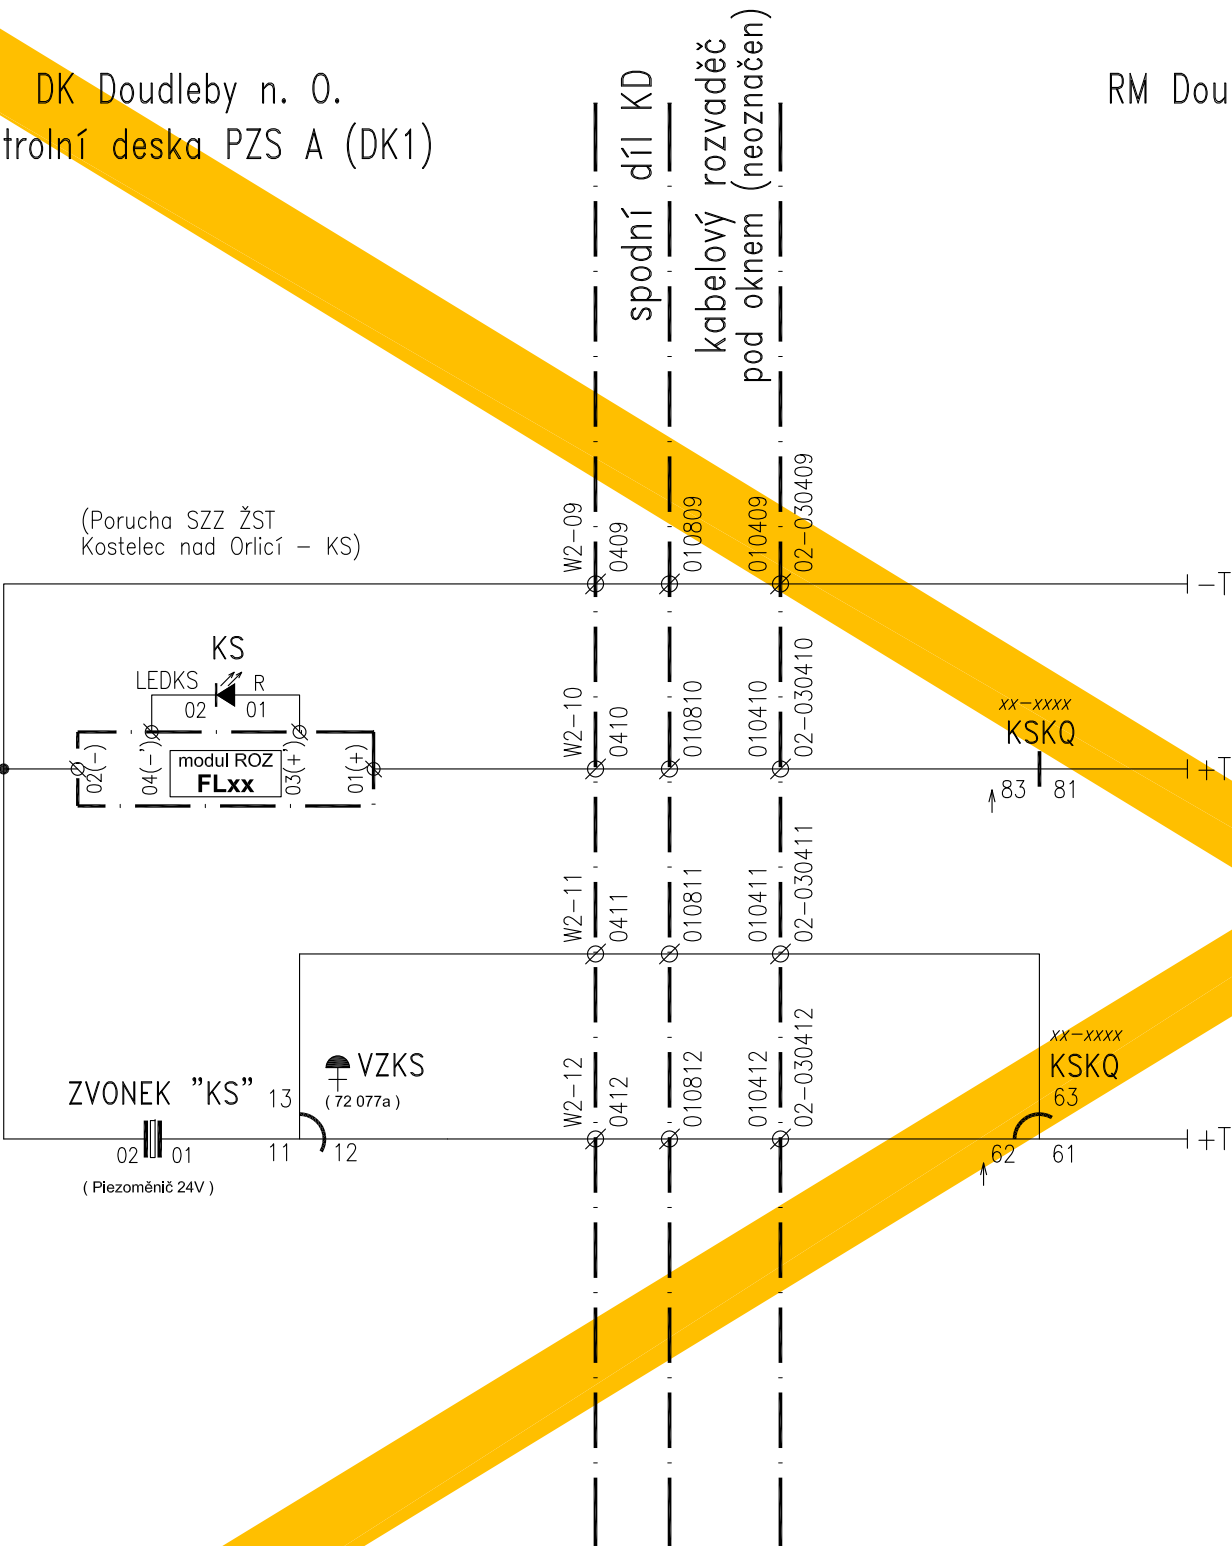 DK Doudleby n. O.
trolní deska PZS A (DK1)
spodní díl KD
kabelový rozvaděč
pod oknem (neoznačen)
RM Dou
(Porucha SZZ ŽST
Kostelec nad Orlicí – KS)
W2-09
0409
010809
010409
02-030409
-T
KS
LEDKS
R
02
01
02(-)
04(-')
modul ROZ
FLxx
03(+')
01(+)
W2-10
0410
010810
010410
02-030410
xx-xxxx
KSKQ
83
81
+T
W2-11
0411
010811
010411
02-030411
VZKS
(72 077a)
ZVONEK "KS"
13
02
01
11
12
(Piezoměnič 24V)
W2-12
0412
010812
010412
02-030412
xx-xxxx
KSKQ
63
62
61
+T